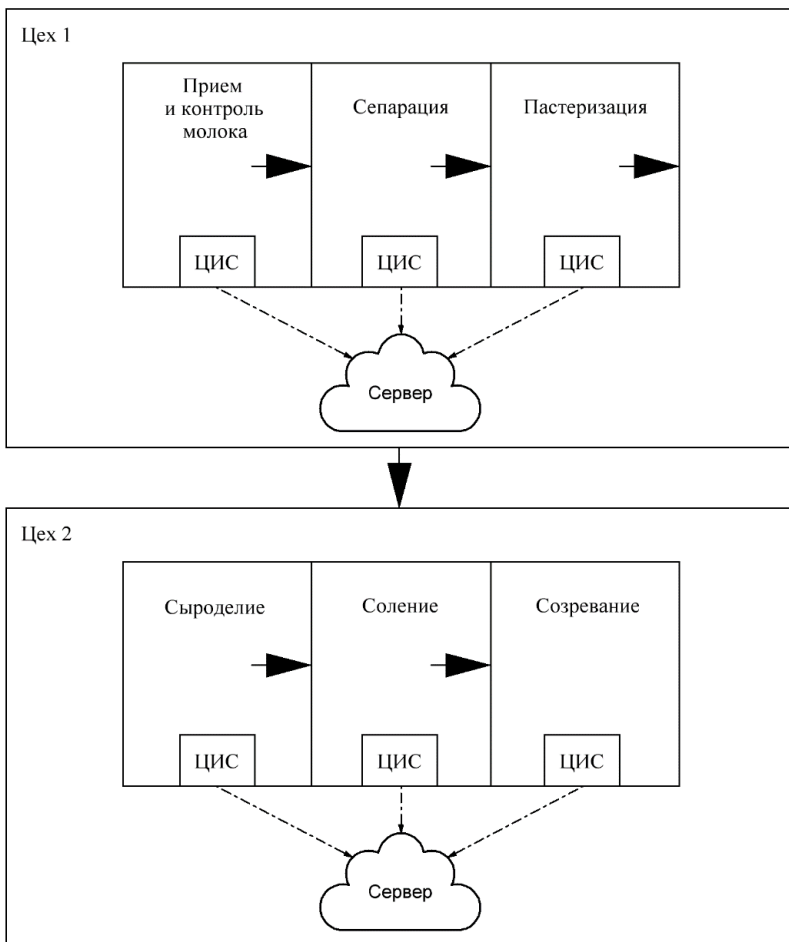 Цех 1
Прием
и контроль
молока
Сепарация
Пастеризация
ЦИС
ЦИС
ЦИС
Сервер
Цех 2
Сыроделие
Соление
Созревание
ЦИС
ЦИС
ЦИС
Сервер